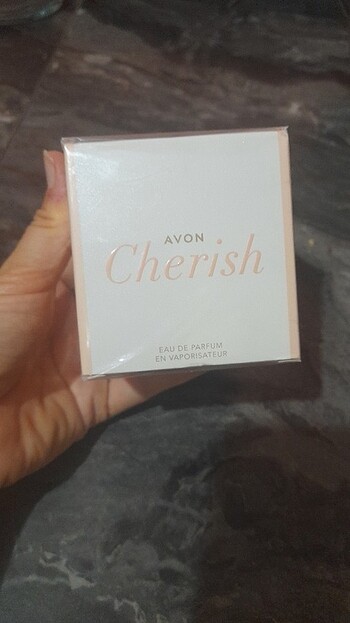 AVON
Cherish
EAU DE PARFUM
EN VAPORISATEUR